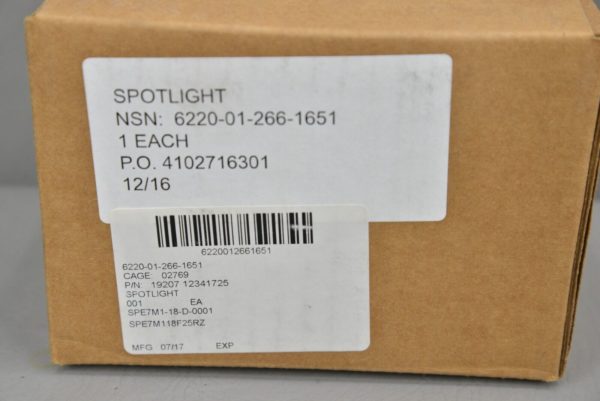 SPOTLIGHT
NSN: 6220-01-266-1651
1 EACH
P.O. 4102716301
12/16
6220012661651
6220-01-266-1651
CAGE: 02769
P/N: 19207 12341725
SPOTLIGHT
001 EA
SPE7M1-18-D-0001
SPE7M118F25RZ
MFG 07/17 EXP